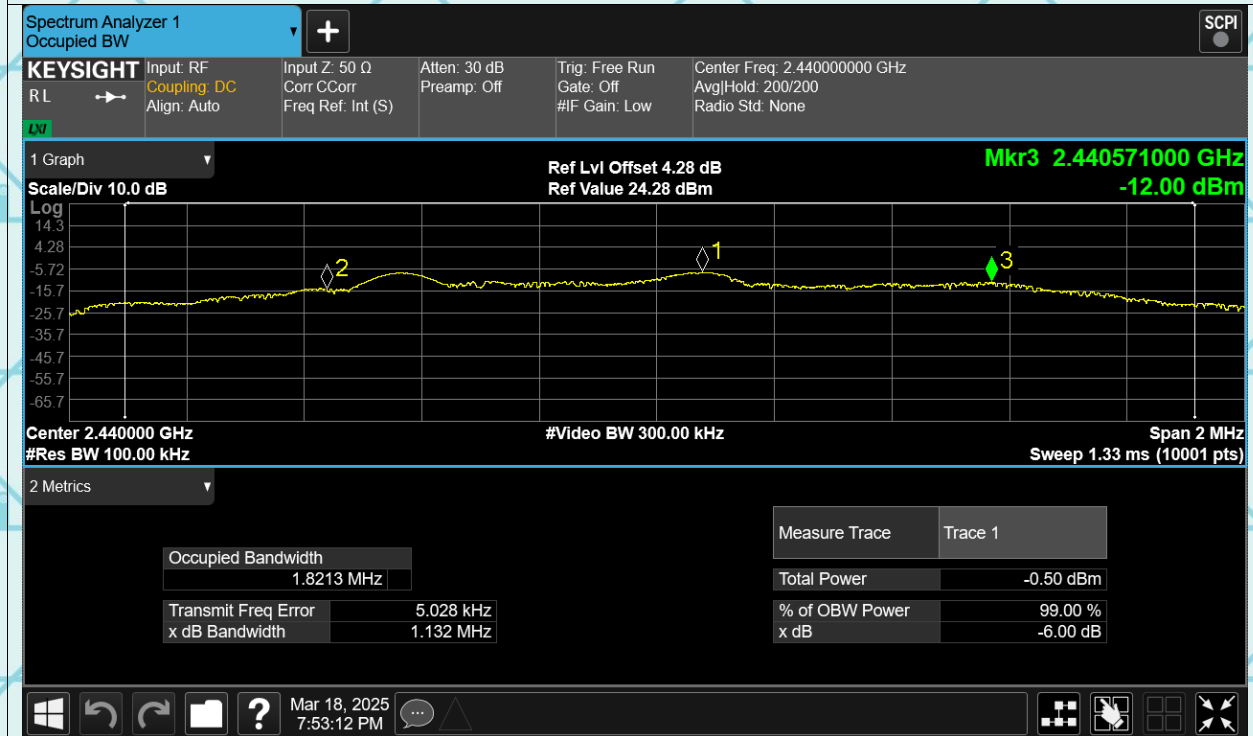 Spectrum Analyzer 1
Occupied BW
+
SCPI
KEYSIGHT
R L
LXI
Input: RF
Coupling: DC
Align: Auto
Input Z: 50 Ω
Corr CCorr
Freq Ref: Int (S)
Atten: 30 dB
Preamp: Off
Trig: Free Run
Gate: Off
#IF Gain: Low
Center Freq: 2.440000000 GHz
Avg|Hold: 200/200
Radio Std: None
1 Graph
Scale/Div 10.0 dB
Ref Lvl Offset 4.28 dB
Ref Value 24.28 dBm
Mkr3 2.440571000 GHz
-12.00 dBm
Log
14.3
4.28
-5.72
-15.7
-25.7
-35.7
-45.7
-55.7
-65.7
2
1
3
Center 2.440000 GHz
#Video BW 300.00 kHz
Span 2 MHz
#Res BW 100.00 kHz
Sweep 1.33 ms (10001 pts)
2 Metrics
Measure Trace Trace 1
Occupied Bandwidth
1.8213 MHz
Total Power -0.50 dBm
Transmit Freq Error 5.028 kHz
% of OBW Power 99.00 %
x dB Bandwidth 1.132 MHz
x dB -6.00 dB
?
Mar 18, 2025
7:53:12 PM